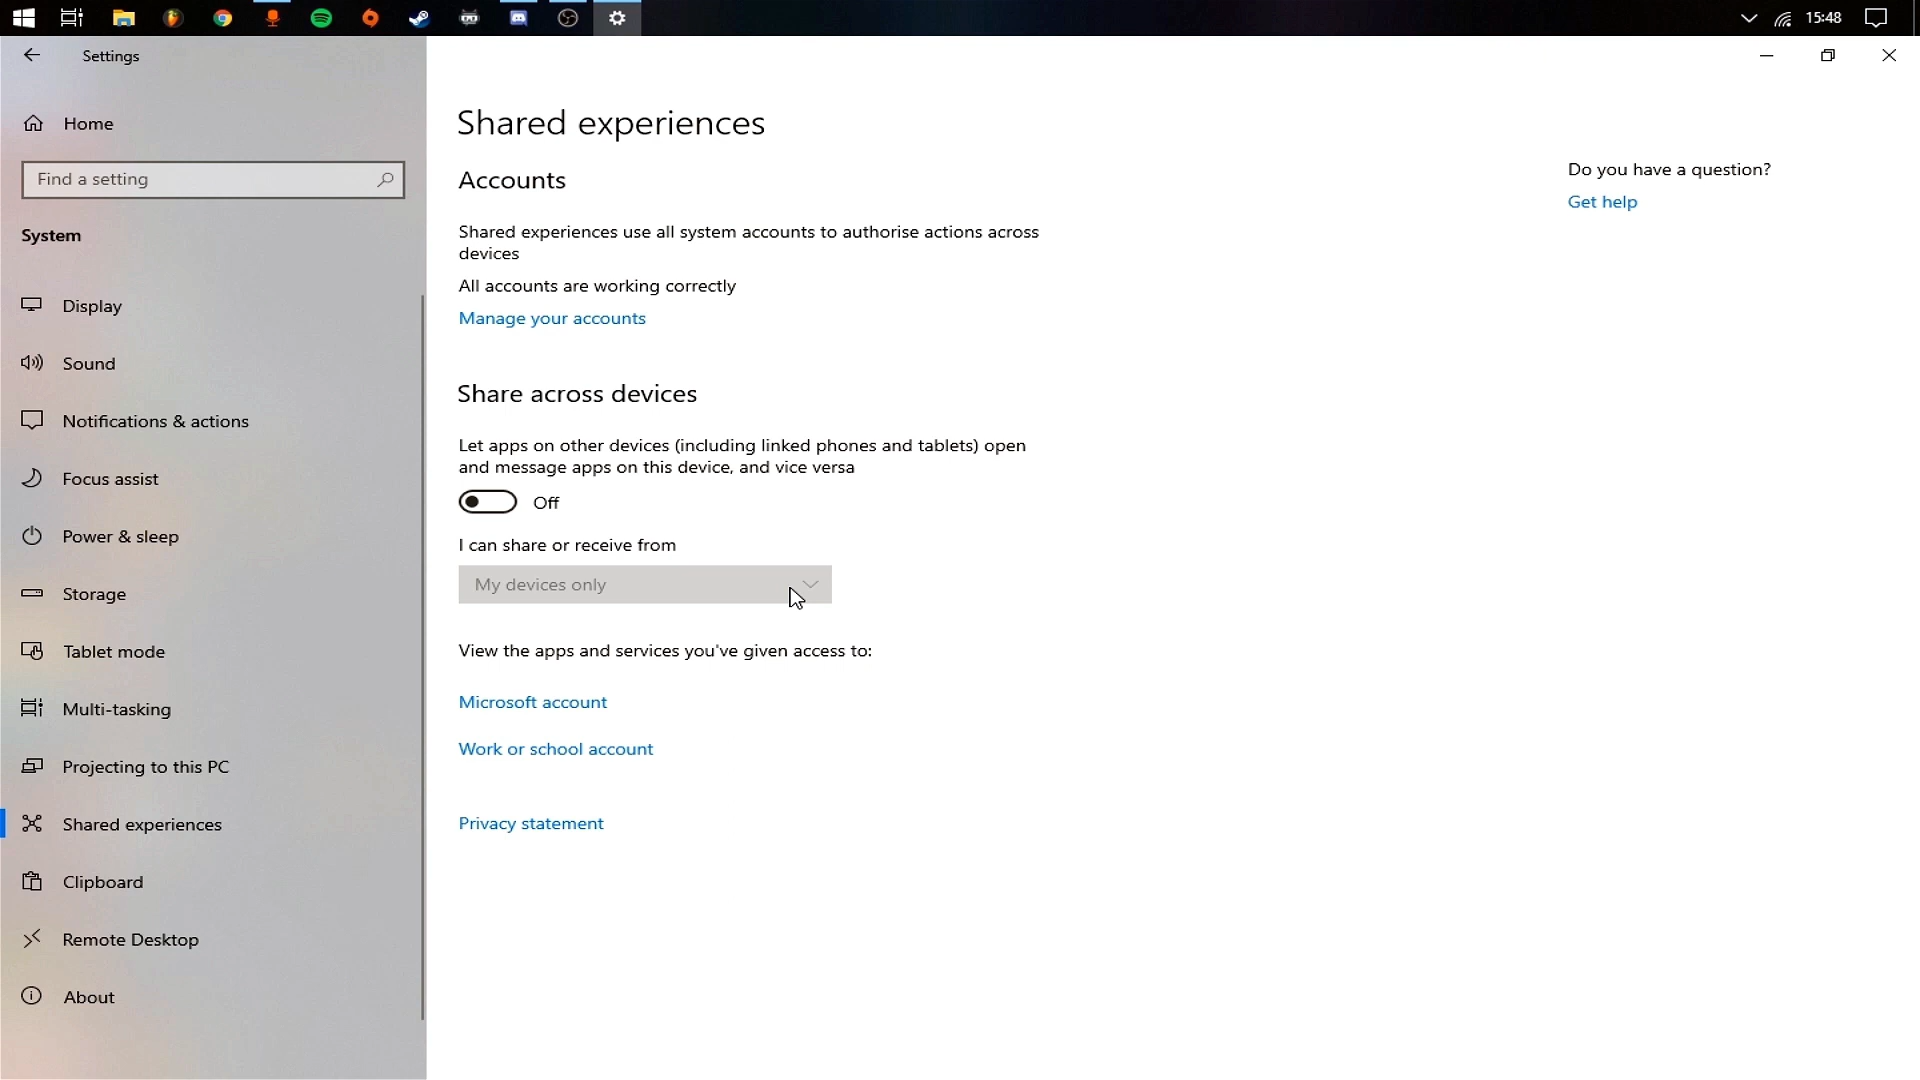 15:48
Settings
Home
Find a setting
System
Display
Sound
Notifications & actions
Focus assist
Power & sleep
Storage
Tablet mode
Multi-tasking
Projecting to this PC
Shared experiences
Clipboard
Remote Desktop
About
Shared experiences
Accounts
Shared experiences use all system accounts to authorise actions across
devices
All accounts are working correctly
Manage your accounts
Share across devices
Let apps on other devices (including linked phones and tablets) open
and message apps on this device, and vice versa
Off
I can share or receive from
My devices only
View the apps and services you've given access to:
Microsoft account
Work or school account
Privacy statement
Do you have a question?
Get help